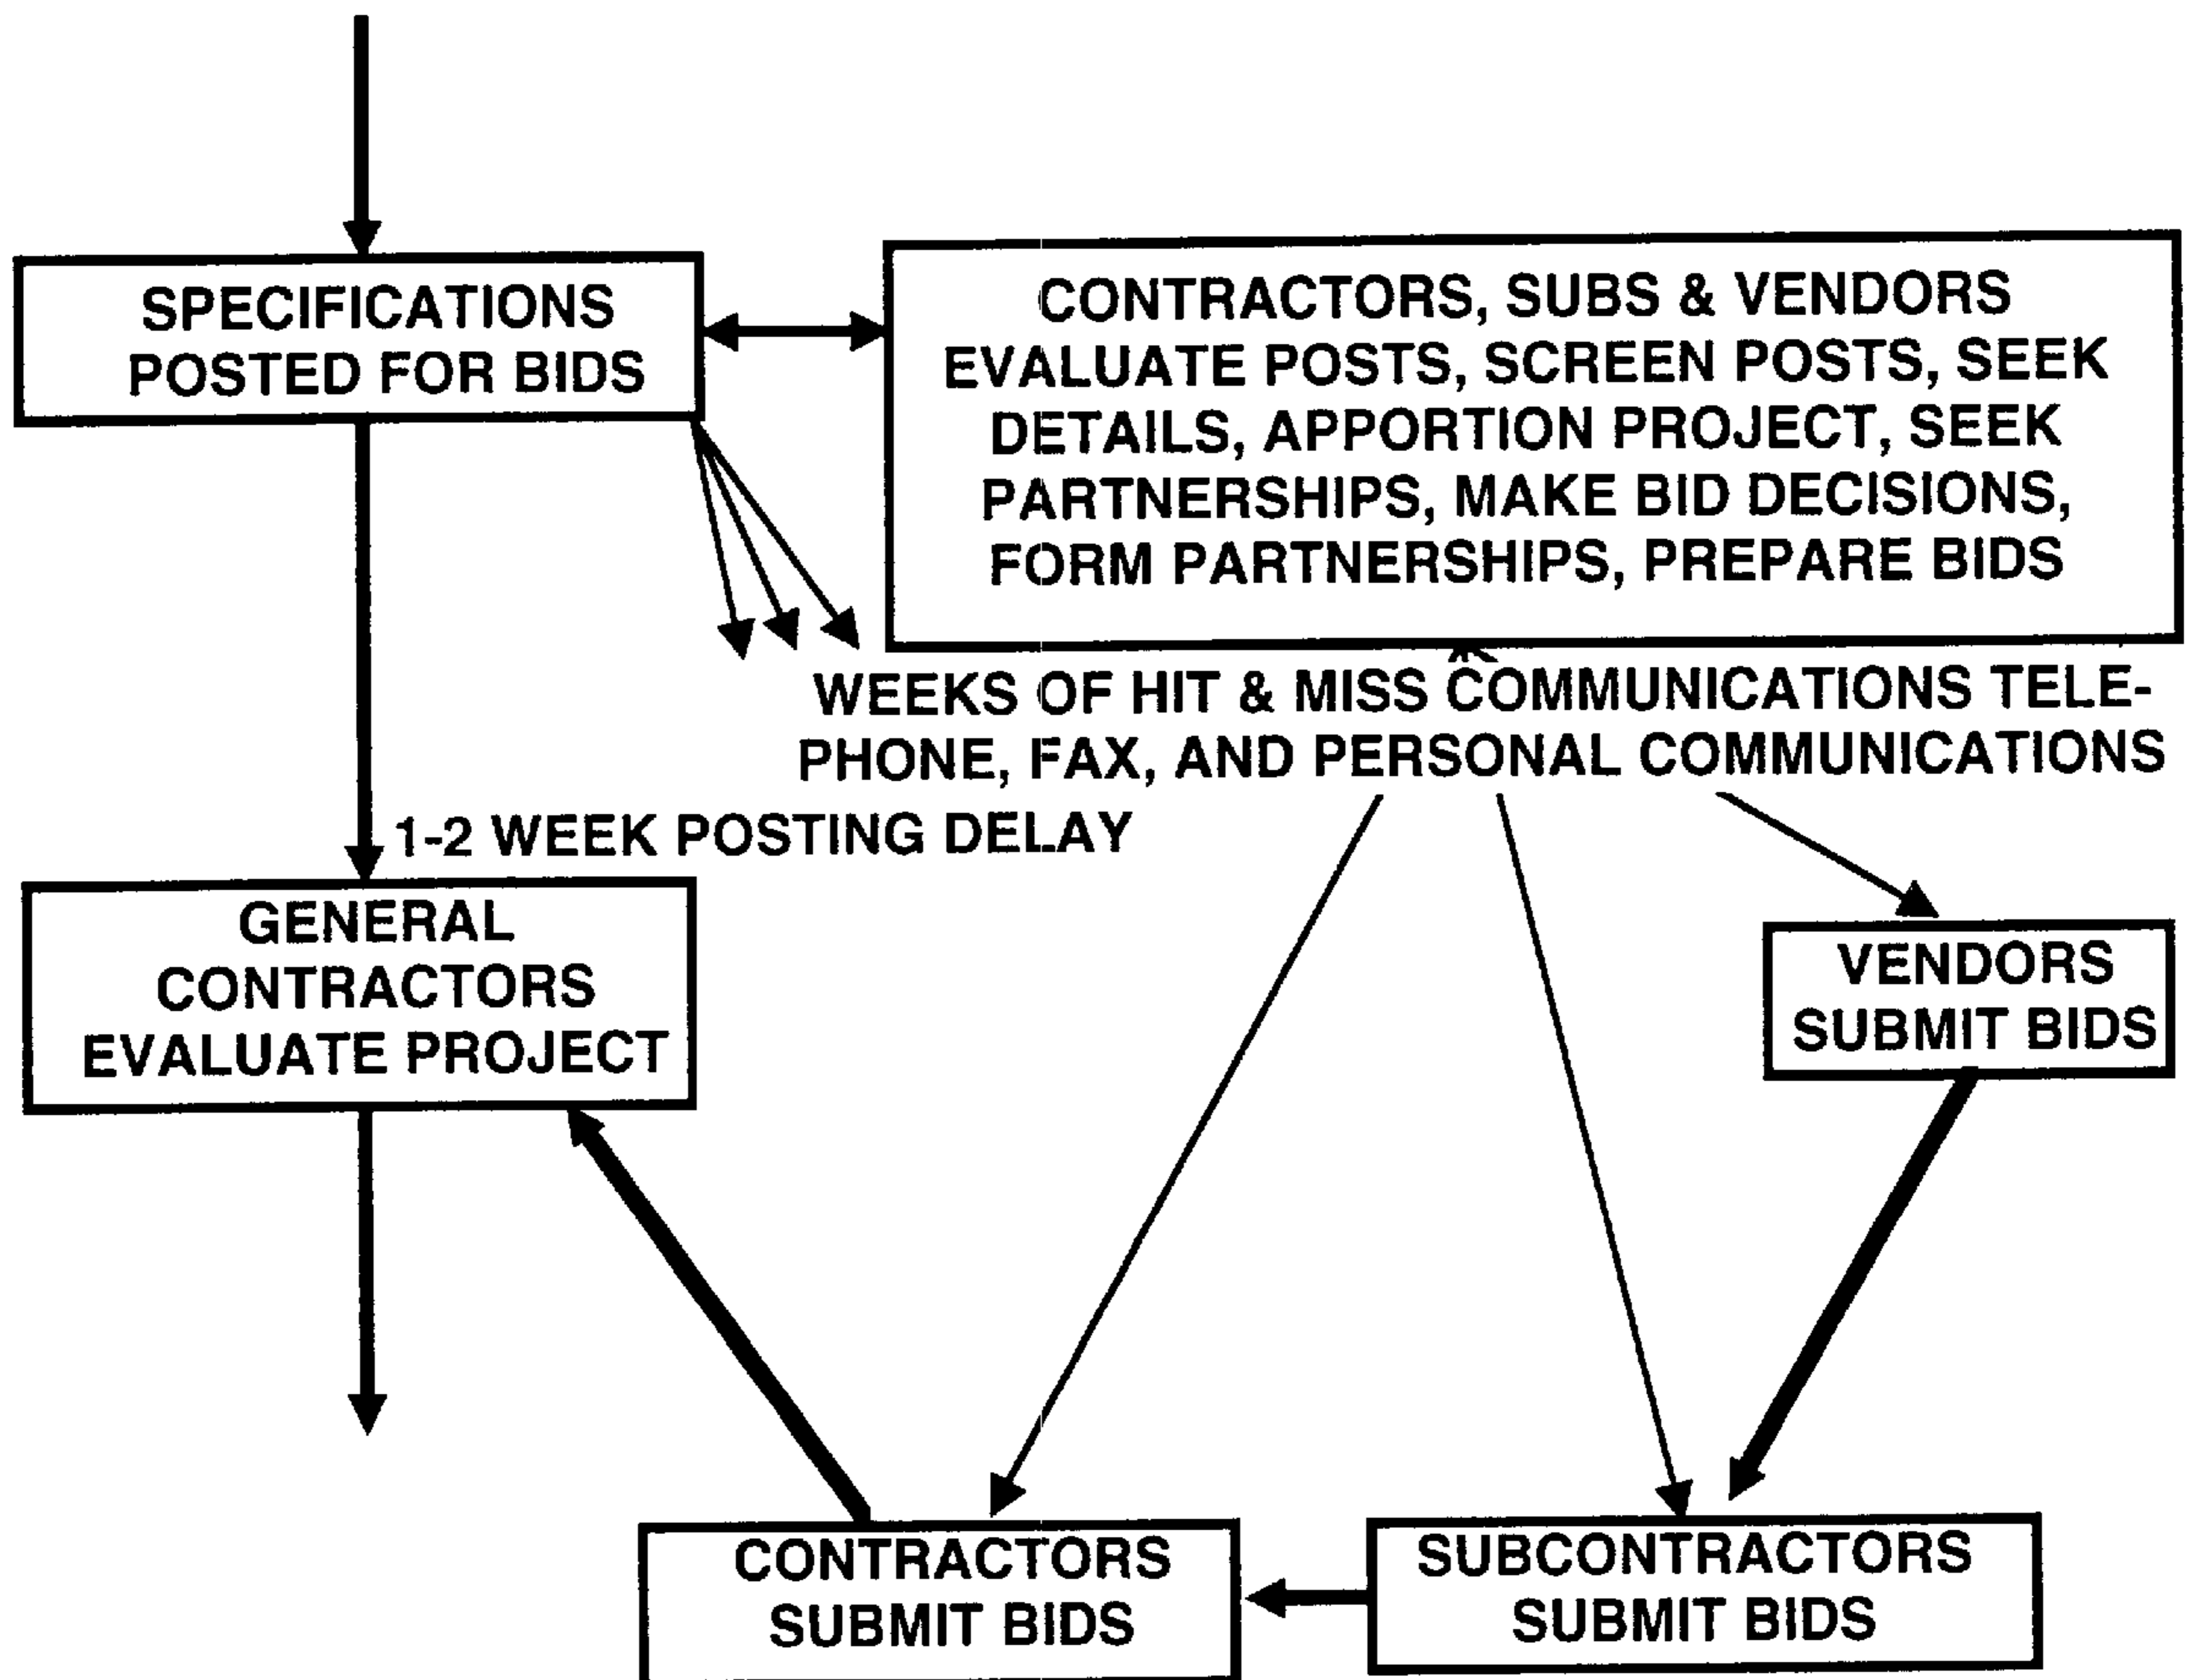 SPECIFICATIONS
POSTED FOR BIDS
CONTRACTORS, SUBS & VENDORS
EVALUATE POSTS, SCREEN POSTS, SEEK
DETAILS, APPORTION PROJECT, SEEK
PARTNERSHIPS, MAKE BID DECISIONS,
FORM PARTNERSHIPS, PREPARE BIDS
WEEKS OF HIT & MISS COMMUNICATIONS TELE-
PHONE, FAX, AND PERSONAL COMMUNICATIONS
1-2 WEEK POSTING DELAY
GENERAL
CONTRACTORS
EVALUATE PROJECT
VENDORS
SUBMIT BIDS
CONTRACTORS
SUBMIT BIDS
SUBCONTRACTORS
SUBMIT BIDS